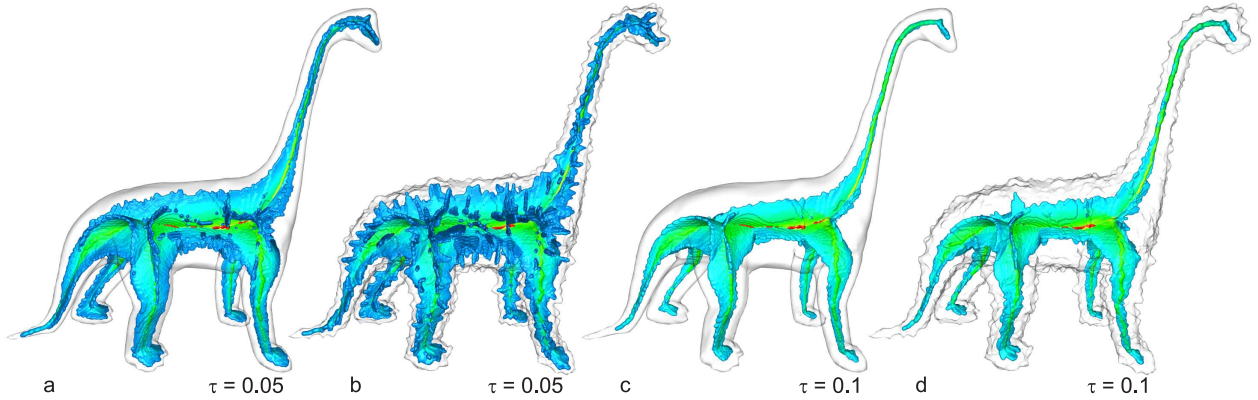 a τ = 0.05 b τ = 0.05 c τ = 0.1 d τ = 0.1